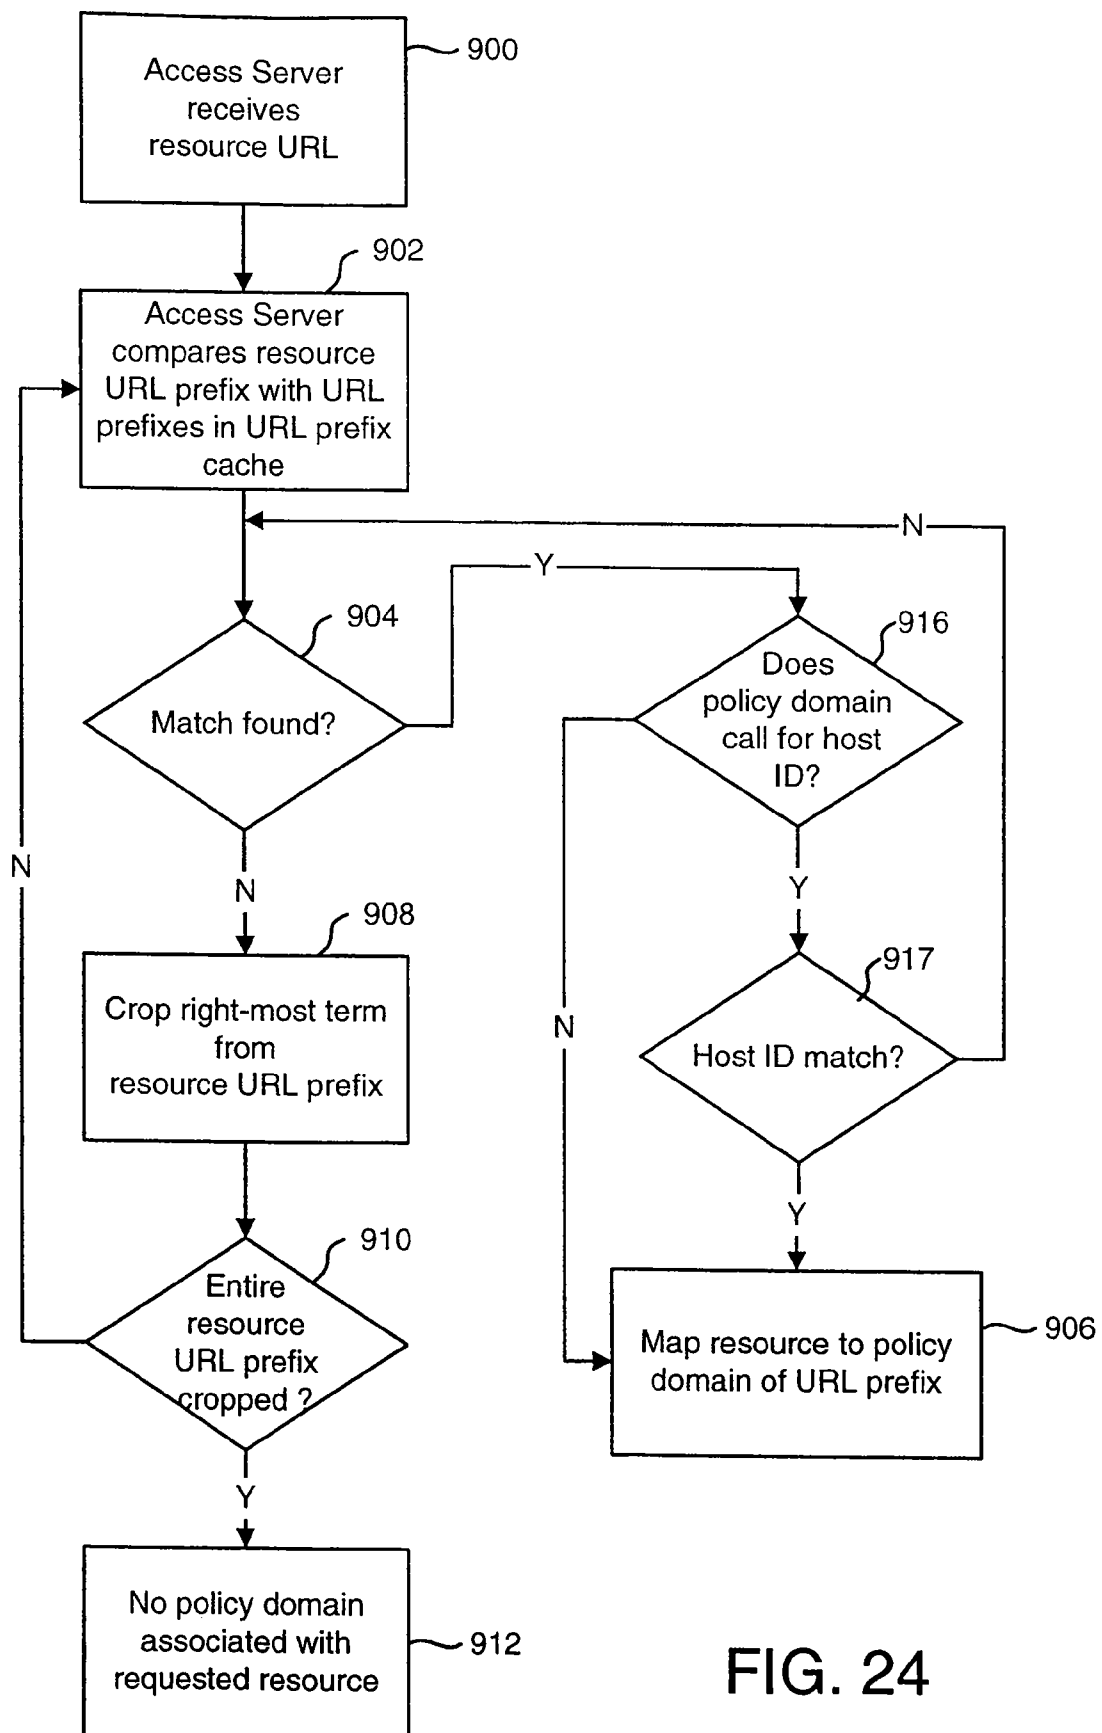 Access Server
receives
resource URL
900
902
Access Server
compares resource
URL prefix with URL
prefixes in URL prefix
cache
N
Y
904
Match found?
916
Does
policy domain
call for host
ID?
N
N
Y
908
Crop right-most term
from
resource URL prefix
917
Host ID match?
N
Y
910
Entire
resource
URL prefix
cropped ?
906
Map resource to policy
domain of URL prefix
Y
No policy domain
associated with
requested resource
912
FIG. 24